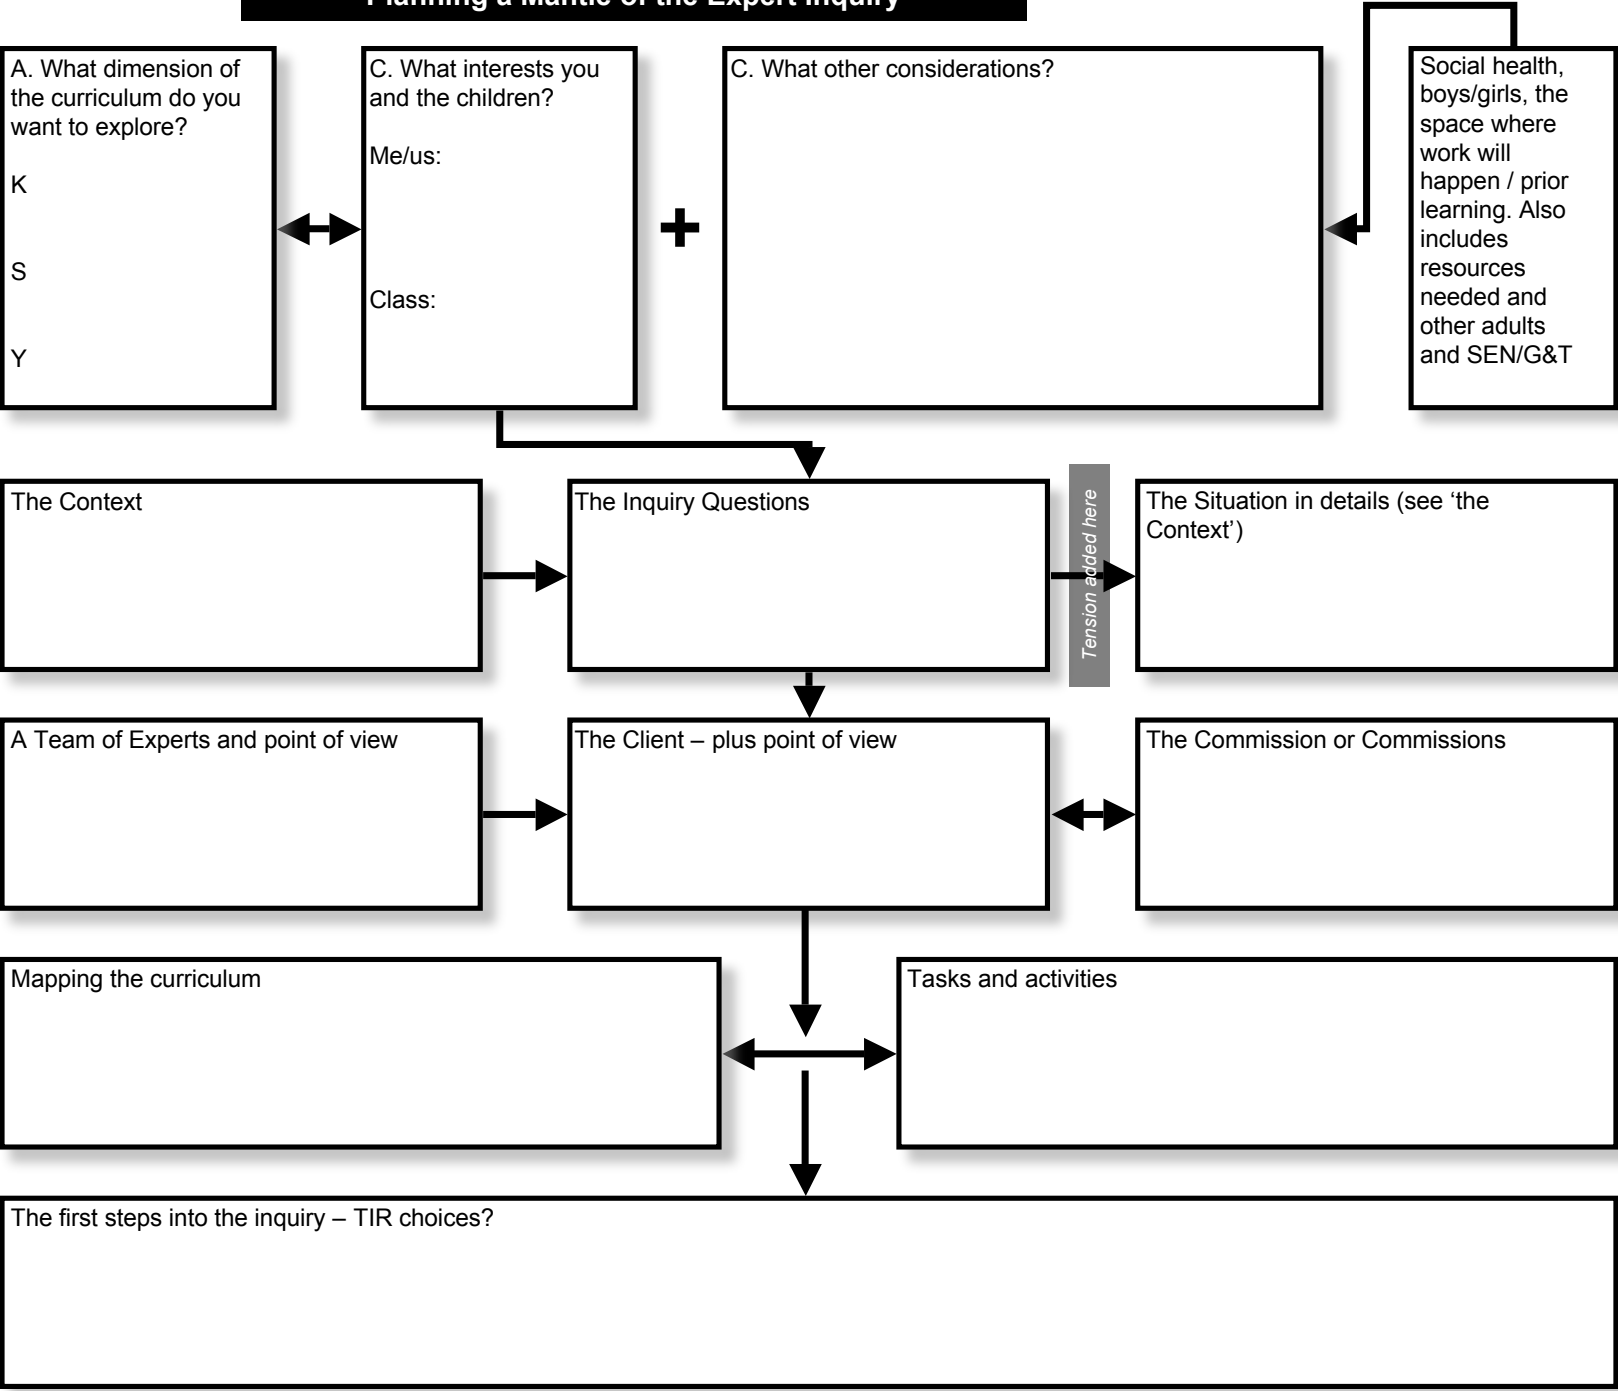 Planning a Mantle of the Expert Inquiry
A. What dimension of
the curriculum do you
want to explore?
K
S
Y
C. What interests you
and the children?
Me/us:
Class:
C. What other considerations?
Social health,
boys/girls, the
space where
work will
happen / prior
learning. Also
includes
resources
needed and
other adults
and SEN/G&T
The Context
The Inquiry Questions
Tension added here
The Situation in details (see ‘the
Context’)
A Team of Experts and point of view
The Client – plus point of view
The Commission or Commissions
Mapping the curriculum
Tasks and activities
The first steps into the inquiry – TIR choices?